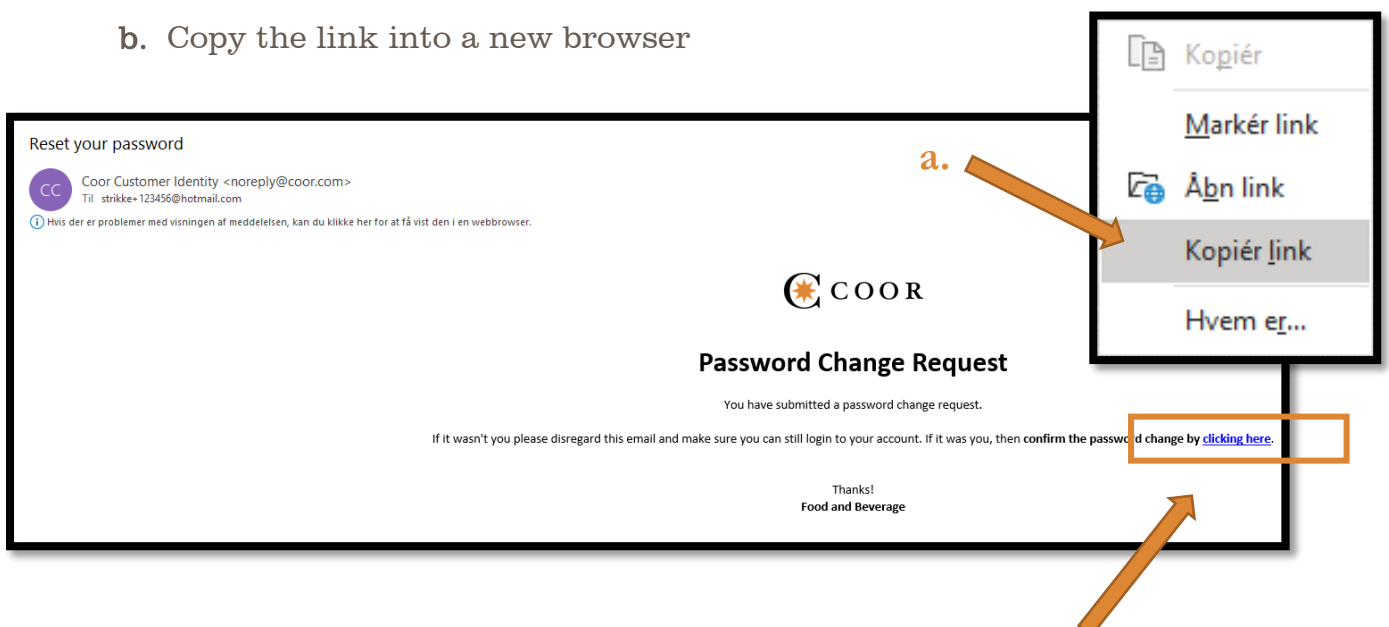 b. Copy the link into a new browser
Kopiér
Markér link
Åbn link
Kopiér link
Hvem er...
a.
Reset your password
CC
Coor Customer Identity <noreply@coor.com>
Til strikke+123456@hotmail.com
Hvis der er problemer med visningen af meddelelsen, kan du klikke her for at få vist den i en webbrowser.
COOR
Password Change Request
You have submitted a password change request.
If it wasn't you please disregard this email and make sure you can still login to your account. If it was you, then confirm the password change by clicking here.
Thanks!
Food and Beverage